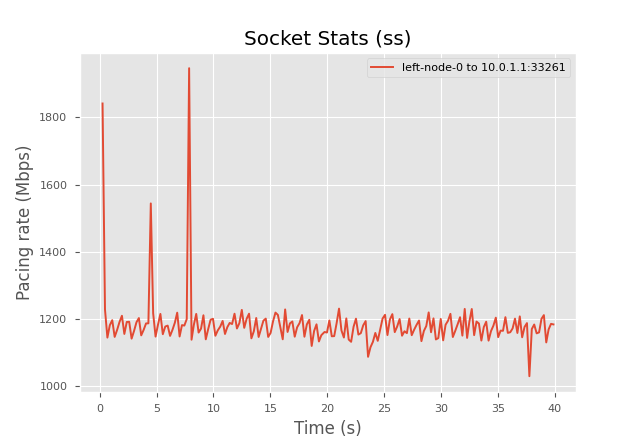 Socket Stats (ss)
left-node-0 to 10.0.1.1:33261
Pacing rate (Mbps)
1800
1600
1400
1200
1000
0 5 10 15 20 25 30 35 40
Time (s)